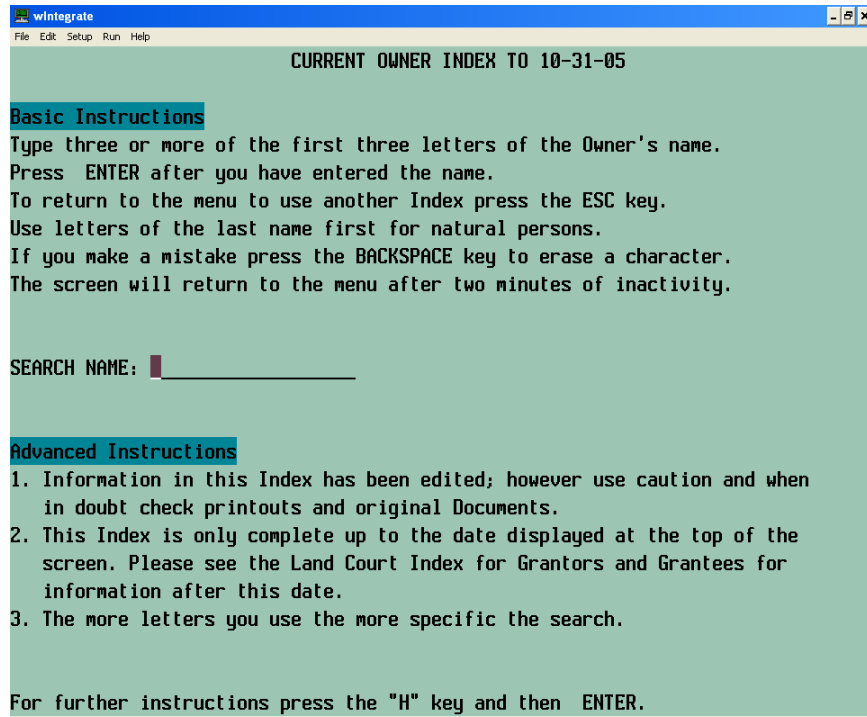 wIntegrate
File Edit Setup Run Help
CURRENT OWNER INDEX TO 10-31-05
Basic Instructions
Type three or more of the first three letters of the Owner's name.
Press  ENTER after you have entered the name.
To return to the menu to use another Index press the ESC key.
Use letters of the last name first for natural persons.
If you make a mistake press the BACKSPACE key to erase a character.
The screen will return to the menu after two minutes of inactivity.
SEARCH NAME:
Advanced Instructions
1. Information in this Index has been edited; however use caution and when
in doubt check printouts and original Documents.
2. This Index is only complete up to the date displayed at the top of the
screen. Please see the Land Court Index for Grantors and Grantees for
information after this date.
3. The more letters you use the more specific the search.
For further instructions press the "H" key and then  ENTER.